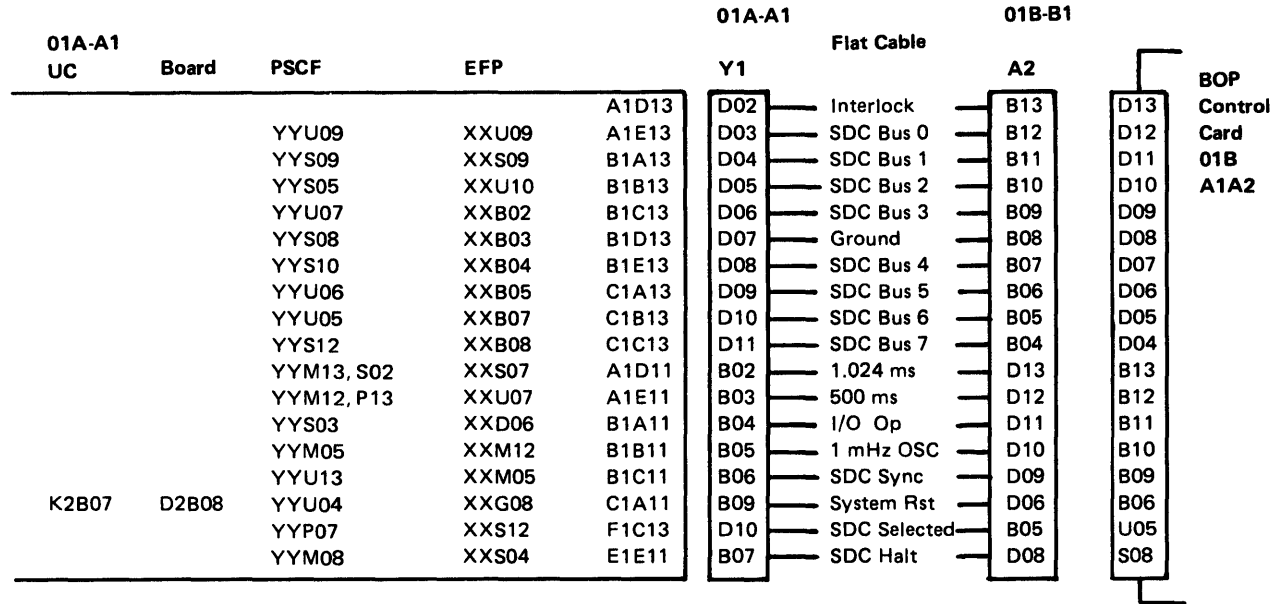 01A-A1 01B-B1
01A-A1 Flat Cable
UC Board PSCF EFP Y1 A2
BOP
A1D13 D02 Interlock B13 D13 Control
YYU09 XXU09 A1E13 D03 SDC Bus 0 B12 D12 Card
YYS09 XXS09 B1A13 D04 SDC Bus 1 B11 D11 01B
YYS05 XXU10 B1B13 D05 SDC Bus 2 B10 D10 A1A2
YYU07 XXB02 B1C13 D06 SDC Bus 3 B09 D09
YYS08 XXB03 B1D13 D07 Ground B08 D08
YYS10 XXB04 B1E13 D08 SDC Bus 4 B07 D07
YYU06 XXB05 C1A13 D09 SDC Bus 5 B06 D06
YYU05 XXB07 C1B13 D10 SDC Bus 6 B05 D05
YYS12 XXB08 C1C13 D11 SDC Bus 7 B04 D04
YYM13, S02 XXS07 A1D11 B02 1.024 ms D13 B13
YYM12, P13 XXU07 A1E11 B03 500 ms D12 B12
YYS03 XXD06 B1A11 B04 I/O Op D11 B11
YYM05 XXM12 B1B11 B05 1 mHz OSC D10 B10
YYU13 XXM05 B1C11 B06 SDC Sync D09 B09
K2B07 D2B08 YYU04 XXG08 C1A11 B09 System Rst D06 B06
YYP07 XXS12 F1C13 D10 SDC Selected B05 U05
YYM08 XXS04 E1E11 B07 SDC Halt D08 S08